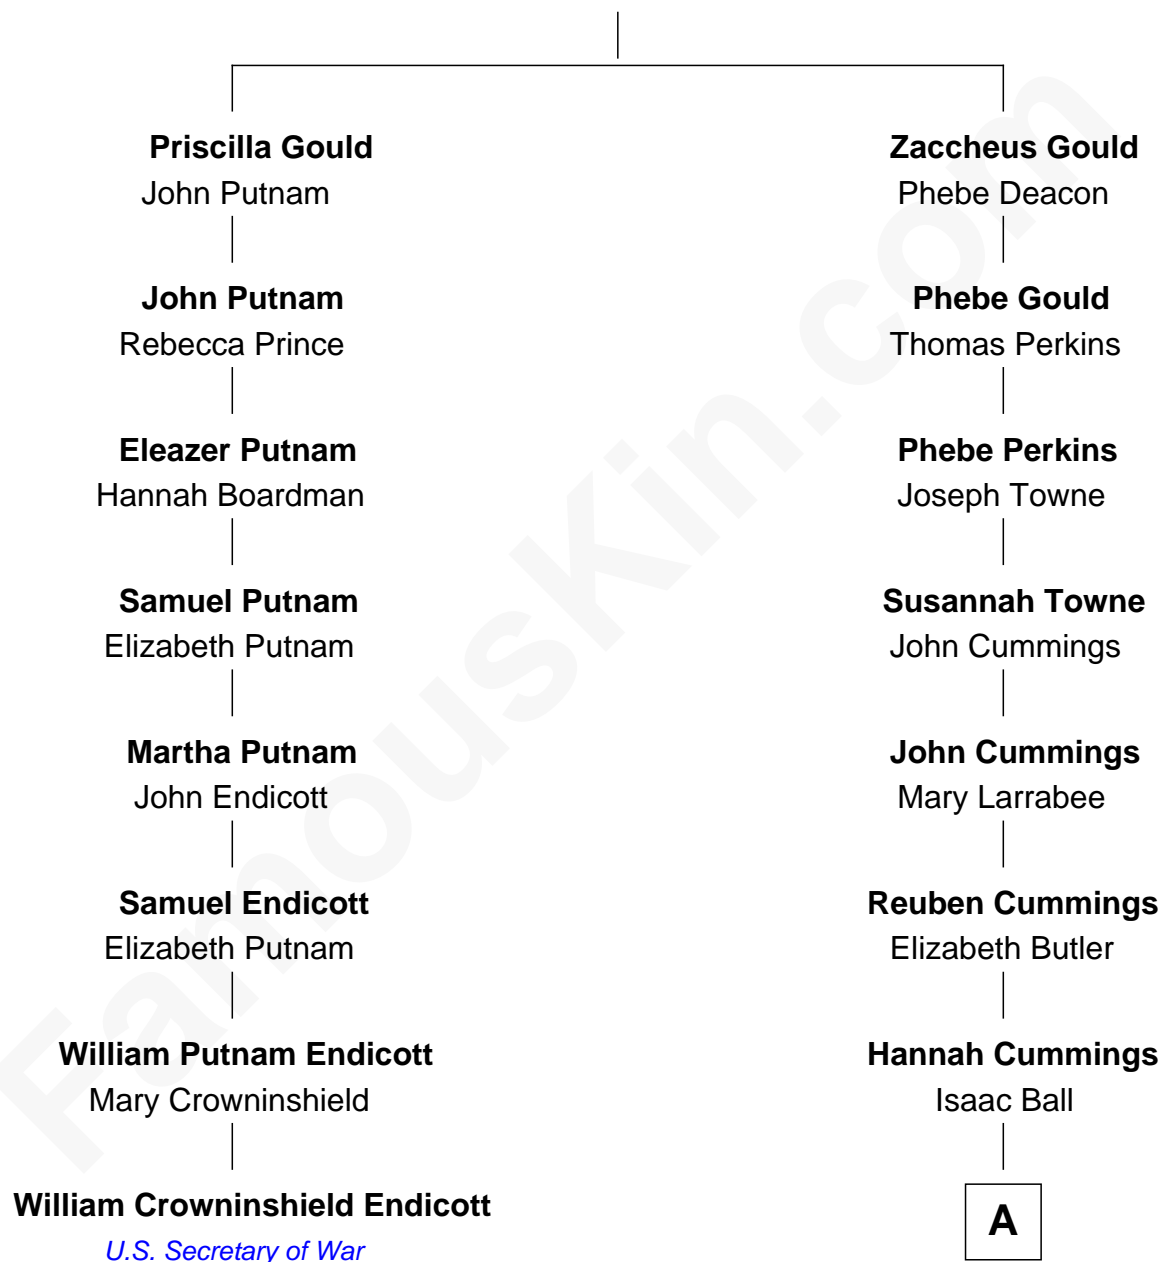 Priscilla Gould
John Putnam
John Putnam
Rebecca Prince
Eleazer Putnam
Hannah Boardman
Samuel Putnam
Elizabeth Putnam
Martha Putnam
John Endicott
Samuel Endicott
Elizabeth Putnam
William Putnam Endicott
Mary Crowninshield
William Crowninshield Endicott
U.S. Secretary of War
Zaccheus Gould
Phebe Deacon
Phebe Gould
Thomas Perkins
Phebe Perkins
Joseph Towne
Susannah Towne
John Cummings
John Cummings
Mary Larrabee
Reuben Cummings
Elizabeth Butler
Hannah Cummings
Isaac Ball
A
FamousKin.com